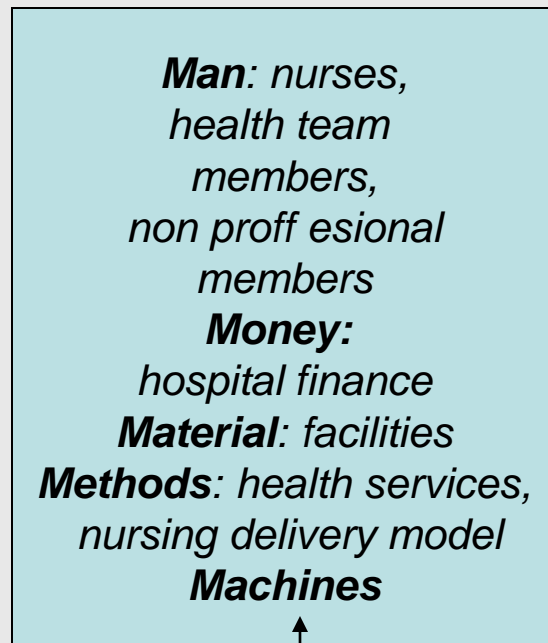 Man: nurses,
health team
members,
non proff esional
members
Money:
hospital finance
Material: facilities
Methods: health services,
nursing delivery model
Machines